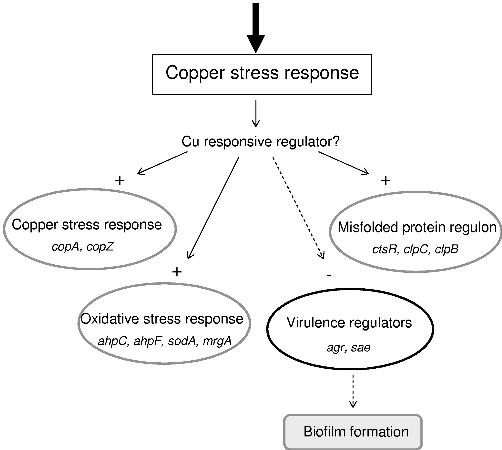 Copper stress response
Cu responsive regulator?
+
+
Copper stress response
copA, copZ
Misfolded protein regulon
ctsR, clpC, clpB
+
-
Oxidative stress response
ahpC, ahpF, sodA, mrgA
Virulence regulators
agr, sae
Biofilm formation